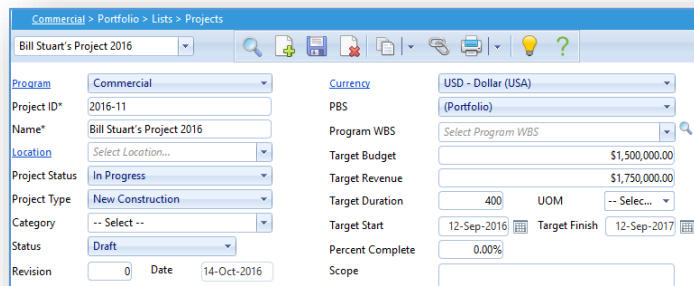 Commercial > Portfolio > Lists > Projects
Bill Stuart's Project 2016
Program Commercial Currency USD - Dollar (USA)
Project ID* 2016-11 PBS (Portfolio)
Name* Bill Stuart's Project 2016 Program WBS Select Program WBS
Location Select Location... Target Budget $1,500,000.00
Project Status In Progress Target Revenue $1,750,000.00
Project Type New Construction Target Duration 400 UOM -- Selec...
Category -- Select -- Target Start 12-Sep-2016 Target Finish 12-Sep-2017
Status Draft Percent Complete 0.00%
Revision 0 Date 14-Oct-2016 Scope